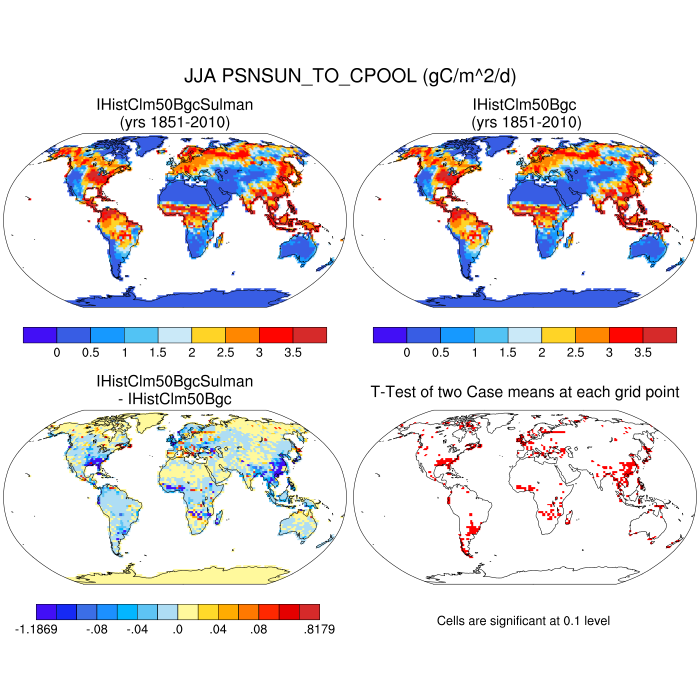 JJA PSNSUN_TO_CPOOL (gC/m^2/d)
IHistClm50BgcSulman
(yrs 1851-2010)
IHistClm50Bgc
(yrs 1851-2010)
0 0.5 1 1.5 2 2.5 3 3.5
0 0.5 1 1.5 2 2.5 3 3.5
IHistClm50BgcSulman
- IHistClm50Bgc
T-Test of two Case means at each grid point
-1.1869 -.08 -.04 .0 .04 .08 .8179
Cells are significant at 0.1 level